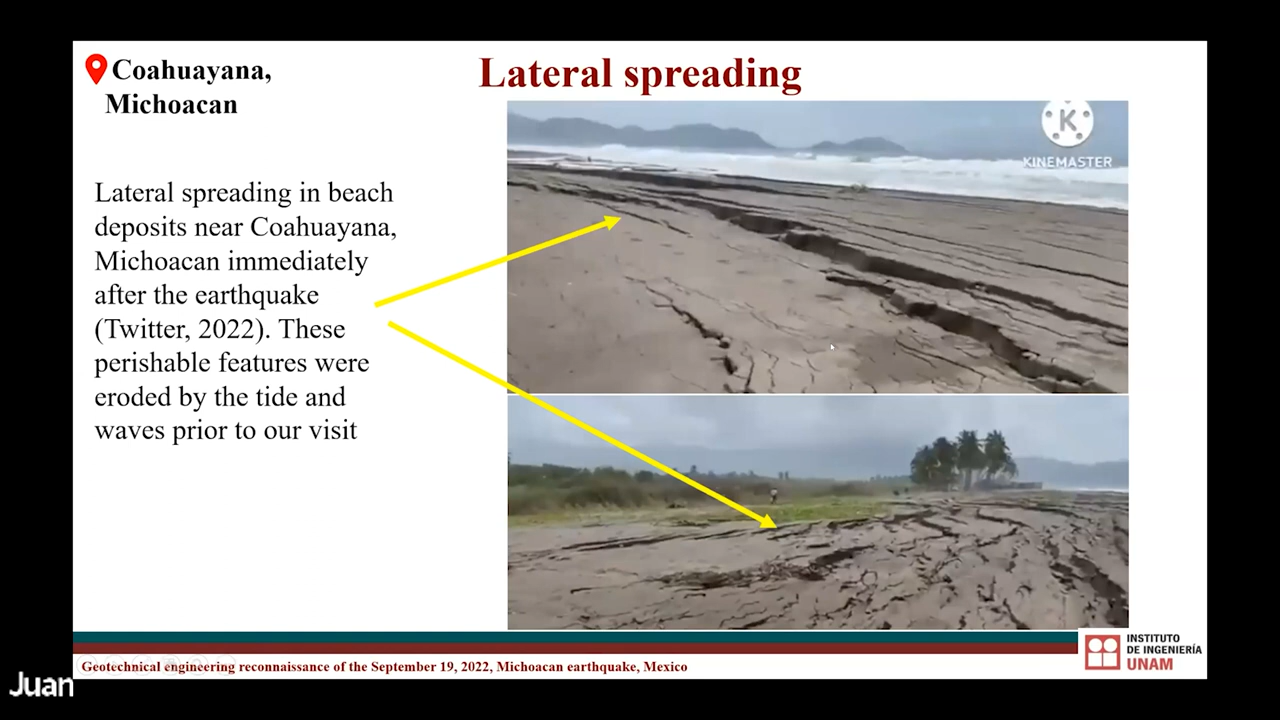 Coahuayana,
Michoacan
Lateral spreading
Lateral spreading in beach
deposits near Coahuayana,
Michoacan immediately
after the earthquake
(Twitter, 2022). These
perishable features were
eroded by the tide and
waves prior to our visit
K
KINEMASTER
Geotechnical engineering reconnaissance of the September 19, 2022, Michoacan earthquake, Mexico
INSTITUTO
DE INGENIERÍA
UNAM
Juan